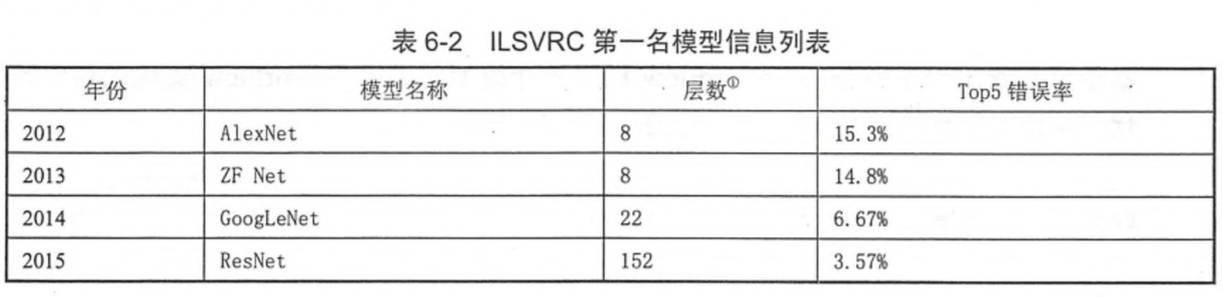 表 6-2 ILSVRC 第一名模型信息列表
年份 模型名称 层数① Top5 错误率
2012 AlexNet 8 15.3%
2013 ZF Net 8 14.8%
2014 GoogLeNet 22 6.67%
2015 ResNet 152 3.57%